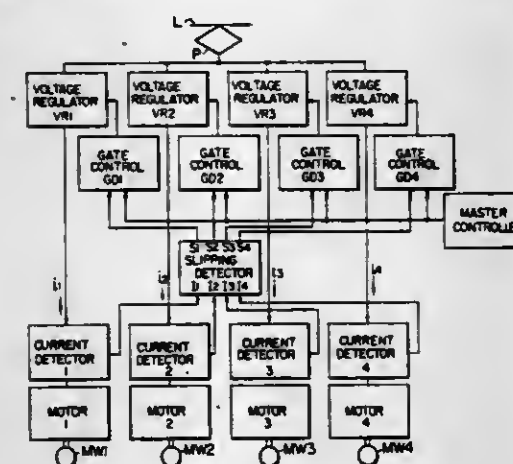 L
P
VOLTAGE REGULATOR VR1
VOLTAGE REGULATOR VR2
VOLTAGE REGULATOR VR3
VOLTAGE REGULATOR VR4
GATE CONTROL GD1
GATE CONTROL GD2
GATE CONTROL GD3
GATE CONTROL GD4
MASTER CONTROLLE
S1 S2 S3 S4
SLIPPING DETECTOR
I1 I2 I3 I4
i1
i2
i3
i4
CURRENT DETECTOR 1
CURRENT DETECTOR 2
CURRENT DETECTOR 3
CURRENT DETECTOR 4
MOTOR 1
MOTOR 2
MOTOR 3
MOTOR 4
MW1
MW2
MW3
MW4